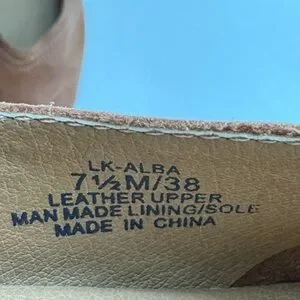 LK-ALBA
7½M/38
LEATHER UPPER
MAN MADE LINING/SOLE
MADE IN CHINA